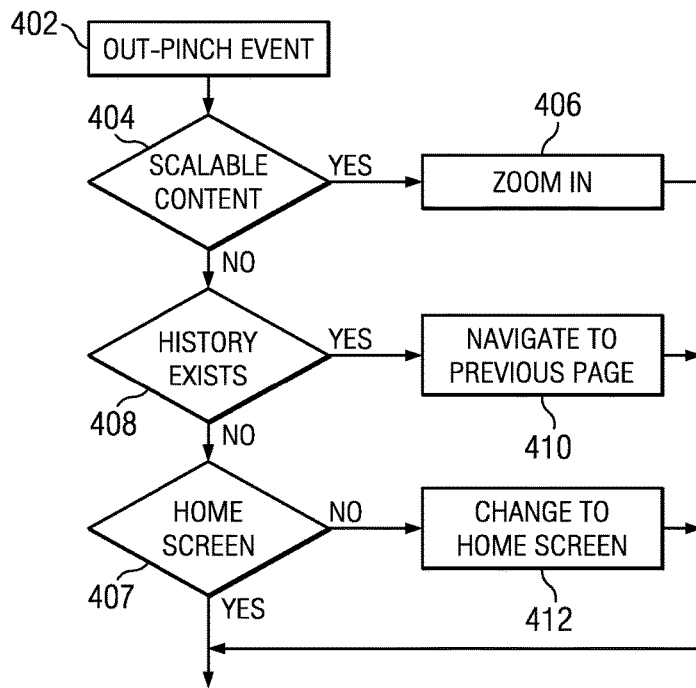 402
OUT-PINCH EVENT
404
SCALABLE
CONTENT
YES
406
ZOOM IN
NO
HISTORY
EXISTS
YES
NAVIGATE TO
PREVIOUS PAGE
408
410
NO
HOME
SCREEN
NO
CHANGE TO
HOME SCREEN
407
412
YES